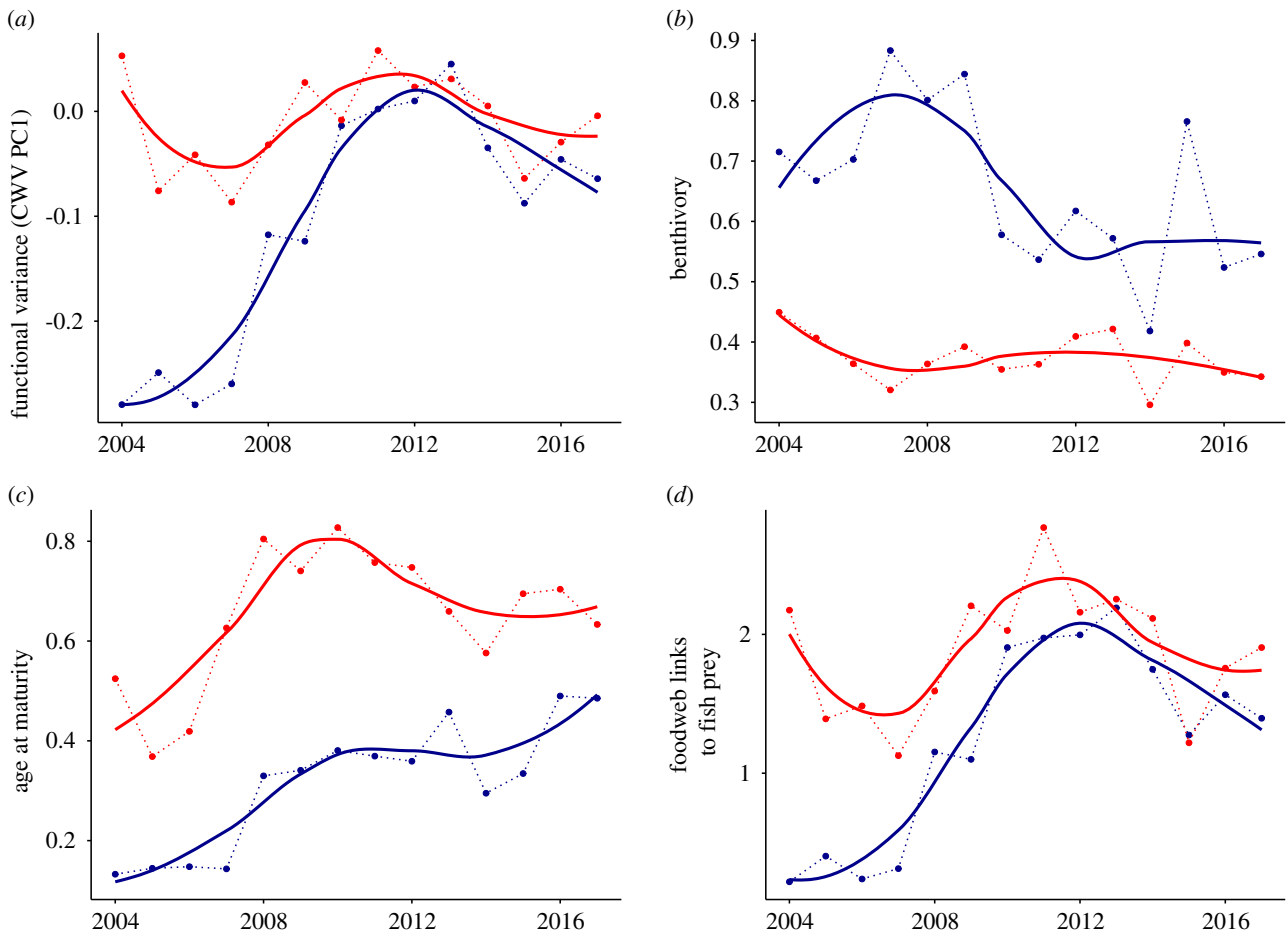 (a)
functional variance (CWV PC1)
0.0
-0.1
-0.2
2004 2008 2012 2016
(b)
benthivory
0.9
0.8
0.7
0.6
0.5
0.4
0.3
2004 2008 2012 2016
(c)
age at maturity
0.8
0.6
0.4
0.2
2004 2008 2012 2016
(d)
foodweb links
to fish prey
2
1
2004 2008 2012 2016